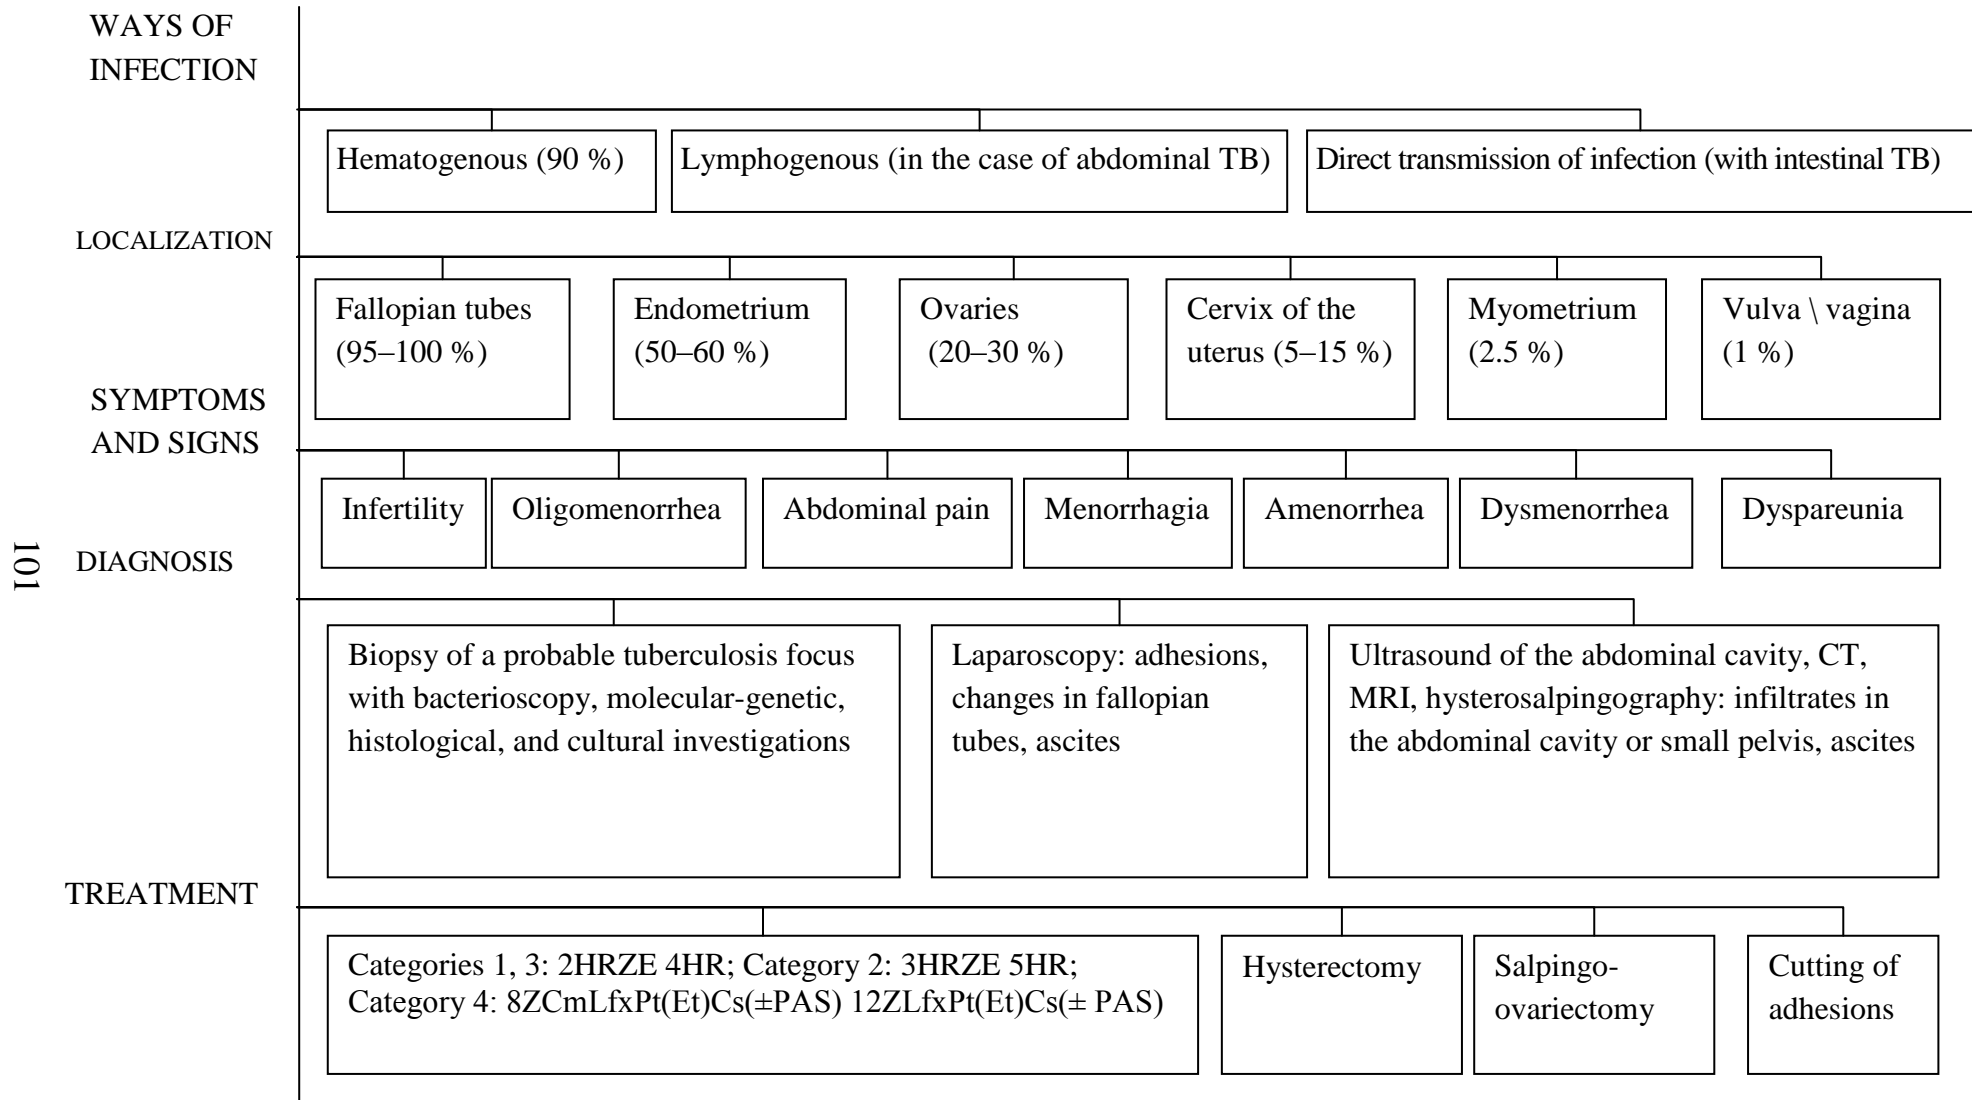 WAYS OF
INFECTION
Hematogenous (90 %)
Lymphogenous (in the case of abdominal TB)
Direct transmission of infection (with intestinal TB)
LOCALIZATION
Fallopian tubes
(95–100 %)
Endometrium
(50–60 %)
Ovaries
(20–30 %)
Cervix of the
uterus (5–15 %)
Myometrium
(2.5 %)
Vulva \ vagina
(1 %)
SYMPTOMS
AND SIGNS
Infertility
Oligomenorrhea
Abdominal pain
Menorrhagia
Amenorrhea
Dysmenorrhea
Dyspareunia
101
DIAGNOSIS
Biopsy of a probable tuberculosis focus
with bacterioscopy, molecular-genetic,
histological, and cultural investigations
Laparoscopy: adhesions,
changes in fallopian
tubes, ascites
Ultrasound of the abdominal cavity, CT,
MRI, hysterosalpingography: infiltrates in
the abdominal cavity or small pelvis, ascites
TREATMENT
Categories 1, 3: 2HRZE 4HR; Category 2: 3HRZE 5HR;
Category 4: 8ZCmLfxPt(Et)Cs(±PAS) 12ZLfxPt(Et)Cs(± PAS)
Hysterectomy
Salpingo-
ovariectomy
Cutting of
adhesions